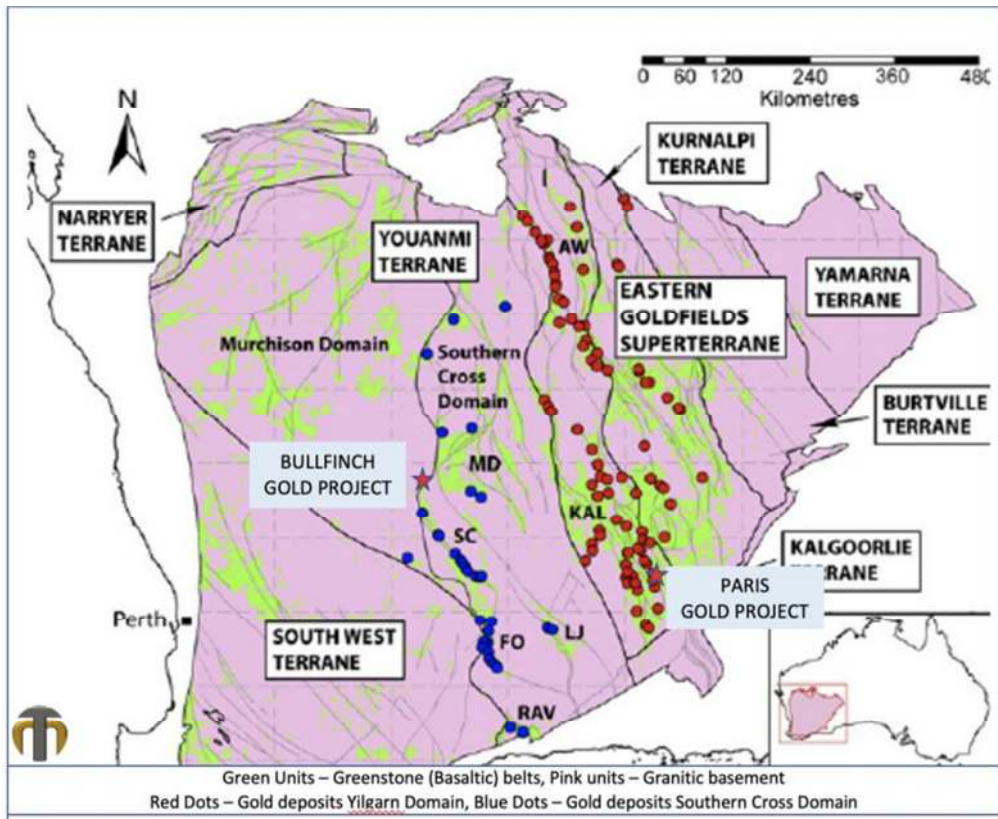 0 60 120 240 360 480
Kilometres
N
KURNALPI
TERRANE
NARRYER
TERRANE
YOUANMI
TERRANE
I
AW
YAMARNA
TERRANE
EASTERN
GOLDFIELDS
SUPERTERRANE
Murchison Domain
Southern
Cross
Domain
BURTVILLE
TERRANE
BULLFINCH
GOLD PROJECT
MD
KAL
SC
KALGOORLIE
TERRANE
PARIS
GOLD PROJECT
Perth
SOUTH WEST
TERRANE
FO
LJ
RAV
Green Units – Greenstone (Basaltic) belts, Pink units – Granitic basement
Red Dots – Gold deposits Yilgarn Domain, Blue Dots – Gold deposits Southern Cross Domain